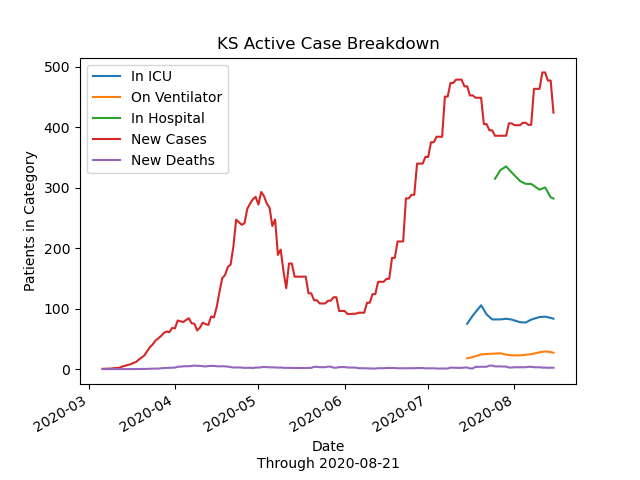 KS Active Case Breakdown
500
400
300
200
100
0
Patients in Category
In ICU
On Ventilator
In Hospital
New Cases
New Deaths
2020-03
2020-04
2020-05
2020-06
2020-07
2020-08
Date
Through 2020-08-21